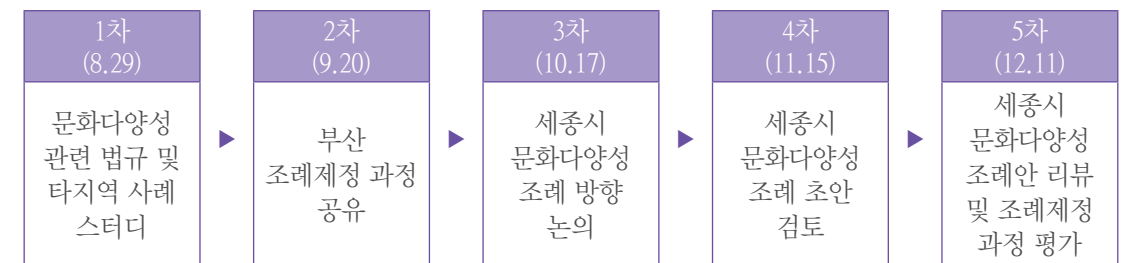 1차
(8.29)
문화다양성
관련 법규 및
타지역 사례
스터디
2차
(9.20)
부산
조례제정 과정
공유
3차
(10.17)
세종시
문화다양성
조례 방향
논의
4차
(11.15)
세종시
문화다양성
조례 초안
검토
5차
(12.11)
세종시
문화다양성
조례안 리뷰
및 조례제정
과정 평가